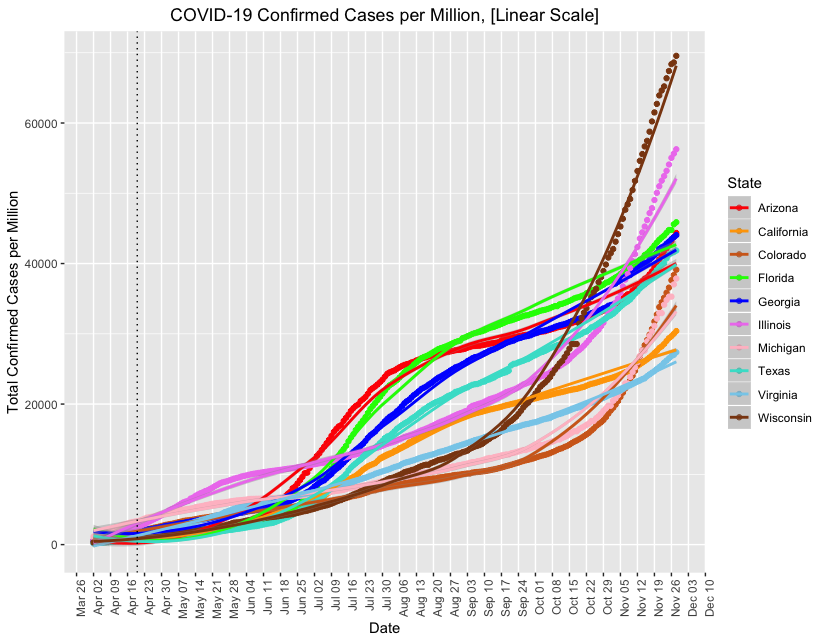 COVID-19 Confirmed Cases per Million, [Linear Scale]
Total Confirmed Cases per Million
60000
40000
20000
0
Mar 26
Apr 02
Apr 09
Apr 16
Apr 23
Apr 30
May 07
May 14
May 21
May 28
Jun 04
Jun 11
Jun 18
Jun 25
Jul 02
Jul 09
Jul 16
Jul 23
Jul 30
Aug 06
Aug 13
Aug 20
Aug 27
Sep 03
Sep 10
Sep 17
Sep 24
Oct 01
Oct 08
Oct 15
Oct 22
Oct 29
Nov 05
Nov 12
Nov 19
Nov 26
Dec 03
Dec 10
Date
State
Arizona
California
Colorado
Florida
Georgia
Illinois
Michigan
Texas
Virginia
Wisconsin